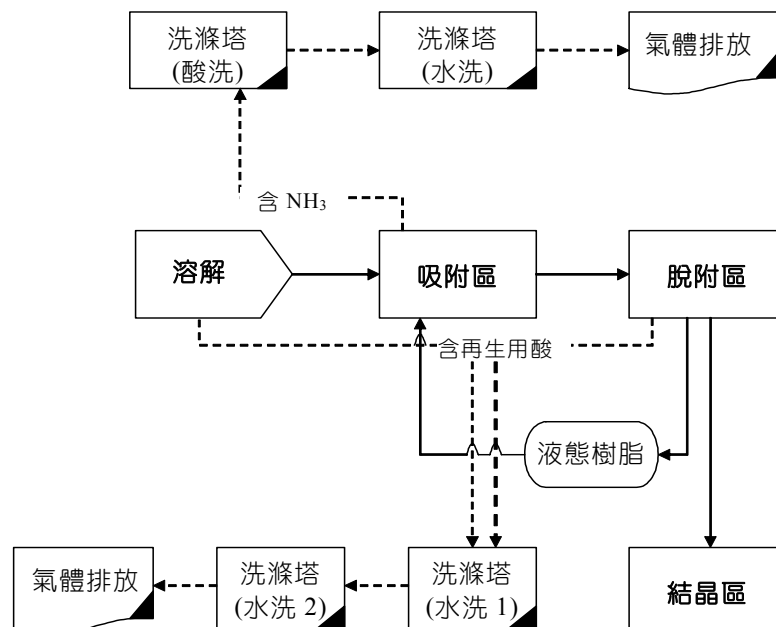 洗滌塔
(酸洗)
洗滌塔
(水洗)
氣體排放
含 NH₃
溶解
吸附區
脫附區
含再生用酸
液態樹脂
氣體排放
洗滌塔
(水洗 2)
洗滌塔
(水洗 1)
結晶區